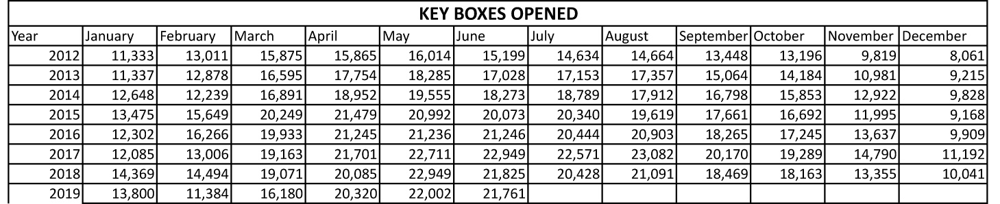 KEY BOXES OPENED
Year January February March April May June July August September October November December
2012 11,333 13,011 15,875 15,865 16,014 15,199 14,634 14,664 13,448 13,196 9,819 8,061
2013 11,337 12,878 16,595 17,754 18,285 17,028 17,153 17,357 15,064 14,184 10,981 9,215
2014 12,648 12,239 16,891 18,952 19,555 18,273 18,789 17,912 16,798 15,853 12,922 9,828
2015 13,475 15,649 20,249 21,479 20,992 20,073 20,340 19,619 17,661 16,692 11,995 9,168
2016 12,302 16,266 19,933 21,245 21,236 21,246 20,444 20,903 18,265 17,245 13,637 9,909
2017 12,085 13,006 19,163 21,701 22,711 22,949 22,571 23,082 20,170 19,289 14,790 11,192
2018 14,369 14,494 19,071 20,085 22,949 21,825 20,428 21,091 18,469 18,163 13,355 10,041
2019 13,800 11,384 16,180 20,320 22,002 21,761